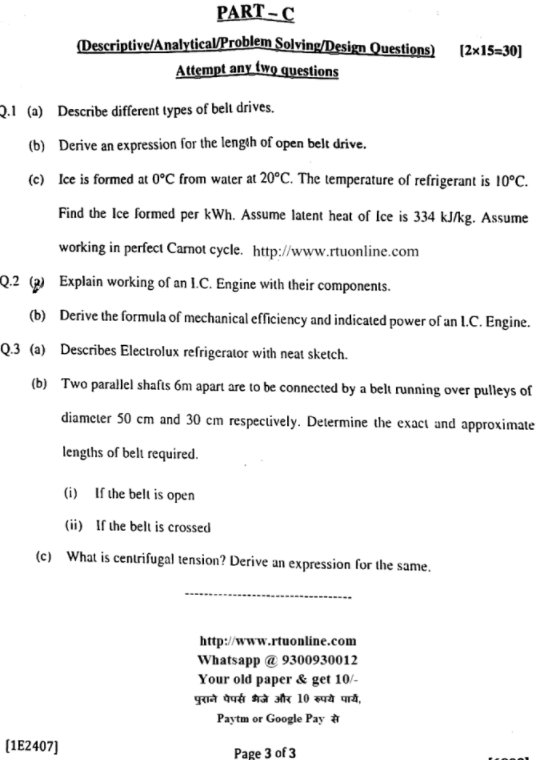 PART – C
(Descriptive/Analytical/Problem Solving/Design Questions) [2×15=30]
Attempt any two questions
Q.1 (a) Describe different types of belt drives.
(b) Derive an expression for the length of open belt drive.
(c) Ice is formed at 0°C from water at 20°C. The temperature of refrigerant is 10°C.
Find the Ice formed per kWh. Assume latent heat of Ice is 334 kJ/kg. Assume
working in perfect Carnot cycle. http://www.rtuonline.com
Q.2 (a) Explain working of an I.C. Engine with their components.
(b) Derive the formula of mechanical efficiency and indicated power of an I.C. Engine.
Q.3 (a) Describes Electrolux refrigerator with neat sketch.
(b) Two parallel shafts 6m apart are to be connected by a belt running over pulleys of
diameter 50 cm and 30 cm respectively. Determine the exact and approximate
lengths of belt required.
(i) If the belt is open
(ii) If the belt is crossed
(c) What is centrifugal tension? Derive an expression for the same.
----------------------------------
http://www.rtuonline.com
Whatsapp @ 9300930012
Your old paper & get 10/-
पुराने पेपर्स भेजे और 10 रुपये पायें,
Paytm or Google Pay से
[1E2407] Page 3 of 3